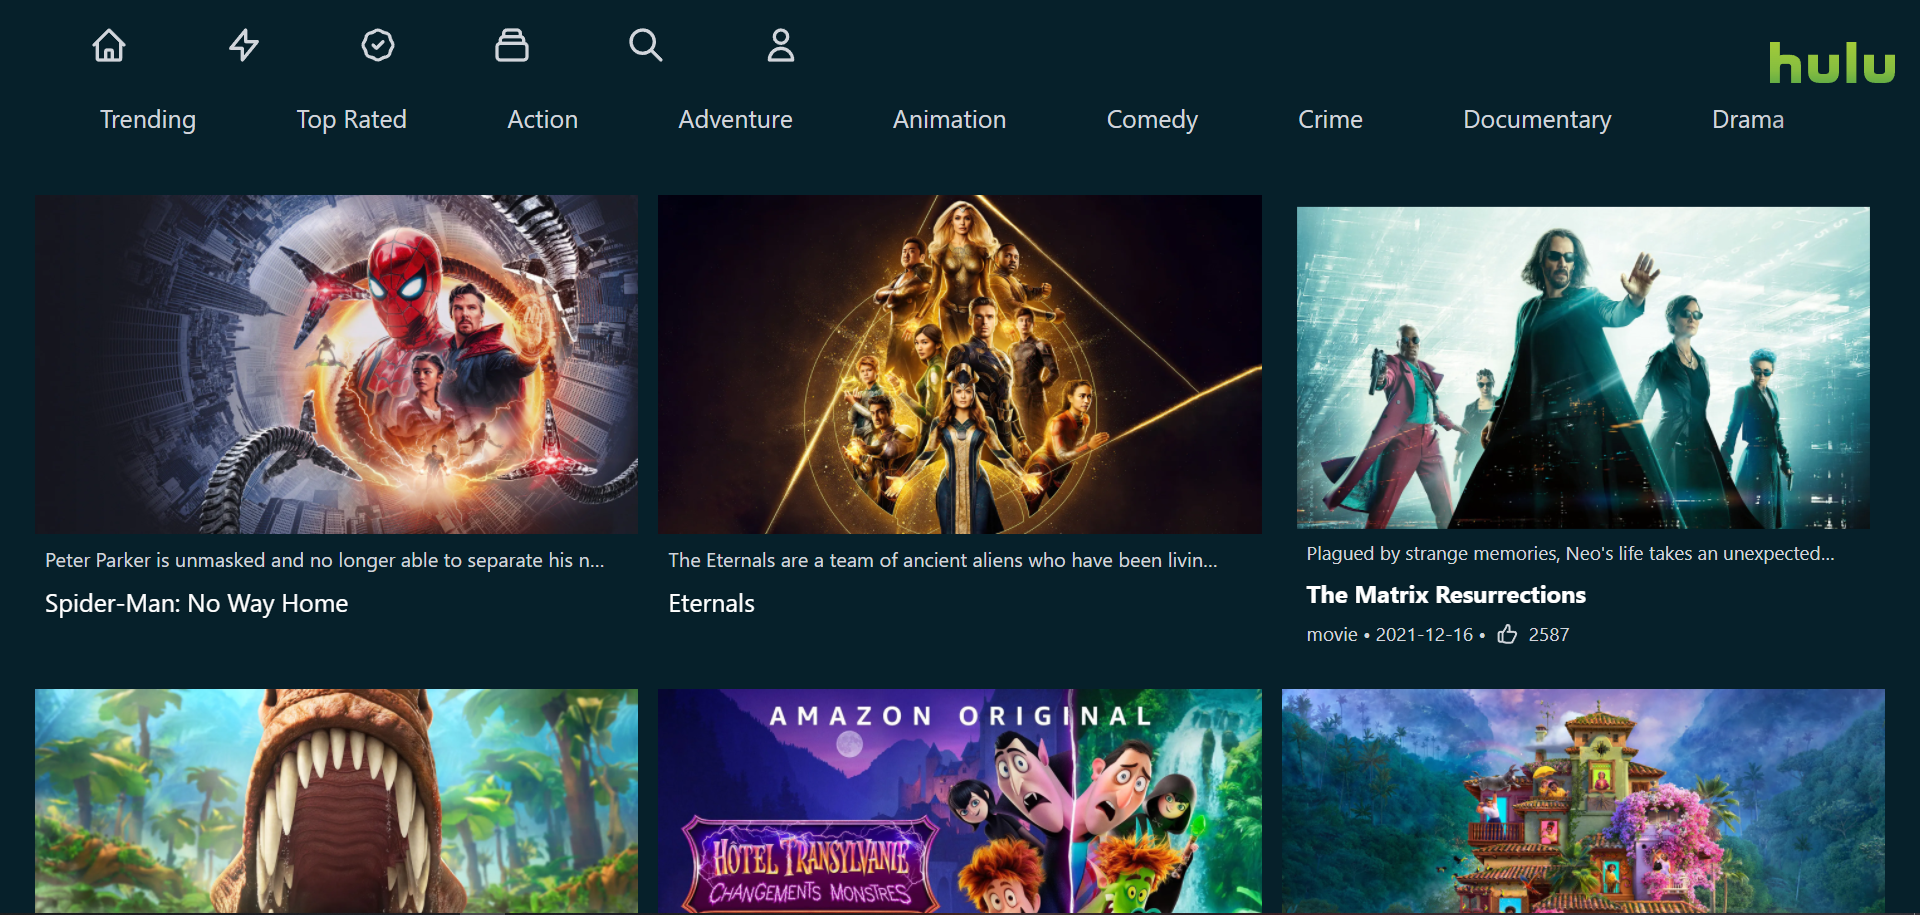 hulu
Trending Top Rated Action Adventure Animation Comedy Crime Documentary Drama
Peter Parker is unmasked and no longer able to separate his n...
Spider-Man: No Way Home
The Eternals are a team of ancient aliens who have been livin...
Eternals
Plagued by strange memories, Neo's life takes an unexpected...
The Matrix Resurrections
movie • 2021-12-16 • 2587
AMAZON ORIGINAL
HÔTEL TRANSYLVANIE
CHANGEMENTS MONSTRES